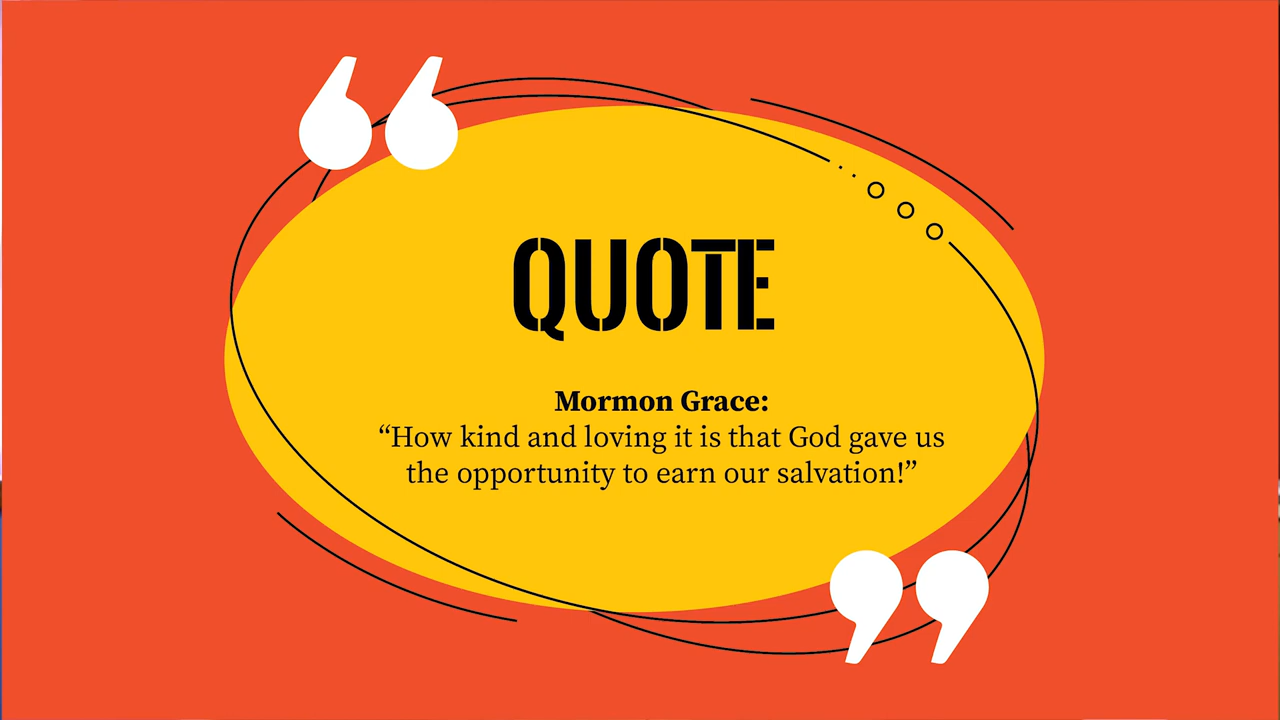 QUOTE
Mormon Grace:
“How kind and loving it is that God gave us
the opportunity to earn our salvation!”